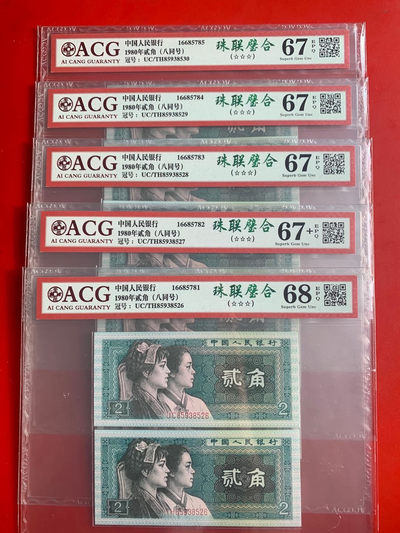 ACG
AI CANG GUARANTY
中国人民银行 16685785
1980年贰角（八同号）
冠号：UC/TH85938530
珠联璧合
（☆☆☆）
67 EPQ
Superb Gem Unc
ACG
AI CANG GUARANTY
中国人民银行 16685784
1980年贰角（八同号）
冠号：UC/TH85938529
珠联璧合
（☆☆☆）
67 EPQ
Superb Gem Unc
贰角
ACG
AI CANG GUARANTY
中国人民银行 16685783
1980年贰角（八同号）
冠号：UC/TH85938528
珠联璧合
（☆☆☆）
67 EPQ
Superb Gem Unc
ACG
AI CANG GUARANTY
中国人民银行 16685782
1980年贰角（八同号）
冠号：UC/TH85938527
珠联璧合
（☆☆☆）
67+ EPQ
Superb Gem Unc
ACG
AI CANG GUARANTY
中国人民银行 16685781
1980年贰角（八同号）
冠号：UC/TH85938526
珠联璧合
（☆☆☆）
68 EPQ
Superb Gem Unc
中国人民银行
贰角
2
UC85938526
2
中国人民银行
贰角
2
TH85938526
2